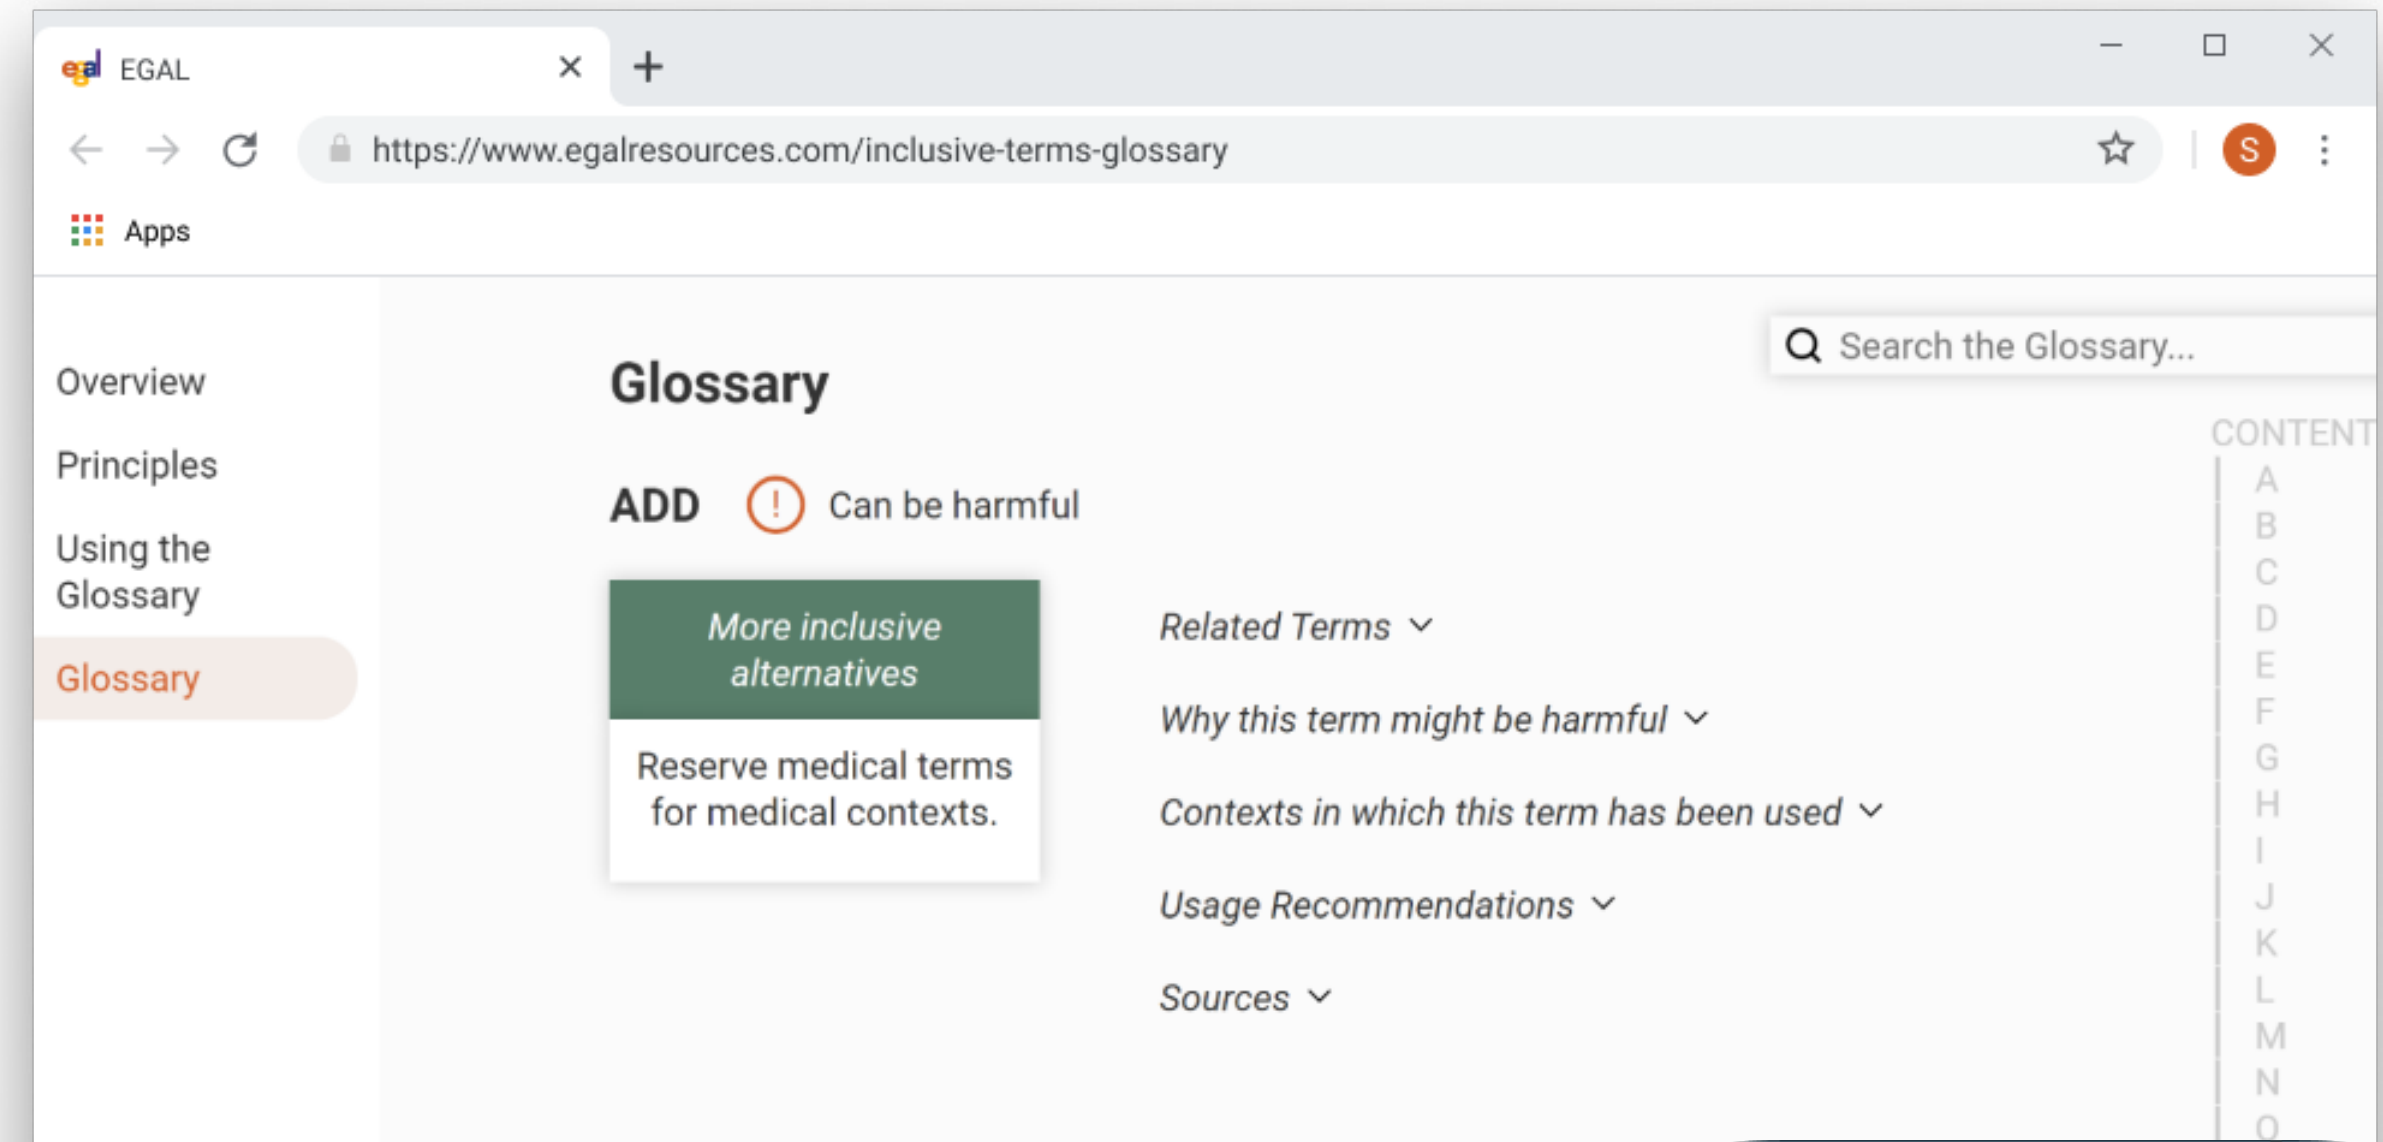 egal EGAL
https://www.egalresources.com/inclusive-terms-glossary
S
Apps
Overview
Principles
Using the
Glossary
Glossary
Search the Glossary...
Glossary
ADD ! Can be harmful
More inclusive
alternatives
Reserve medical terms
for medical contexts.
Related Terms
Why this term might be harmful
Contexts in which this term has been used
Usage Recommendations
Sources
CONTENT
A
B
C
D
E
F
G
H
I
J
K
L
M
N
O